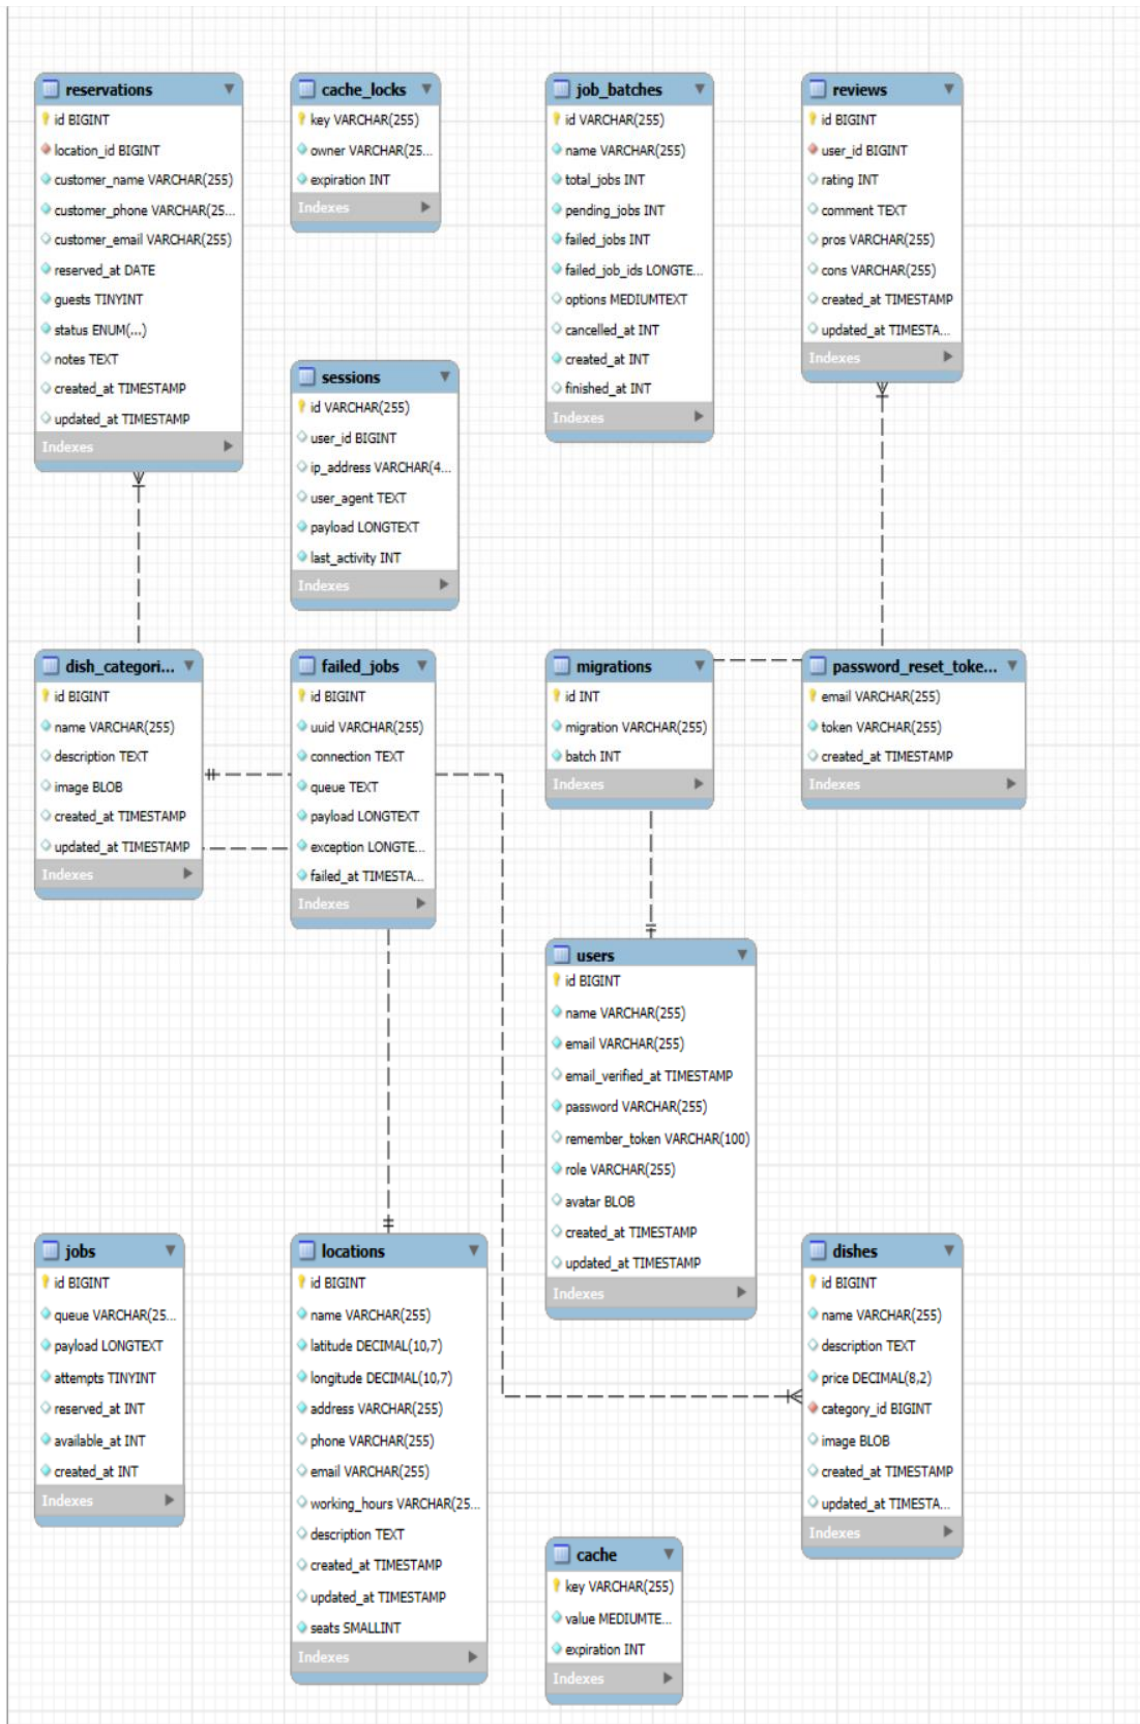 reservations
id BIGINT
location_id BIGINT
customer_name VARCHAR(255)
customer_phone VARCHAR(25...
customer_email VARCHAR(255)
reserved_at DATE
guests TINYINT
status ENUM(...)
notes TEXT
created_at TIMESTAMP
updated_at TIMESTAMP
Indexes
cache_locks
key VARCHAR(255)
owner VARCHAR(25...
expiration INT
Indexes
job_batches
id VARCHAR(255)
name VARCHAR(255)
total_jobs INT
pending_jobs INT
failed_jobs INT
failed_job_ids LONGTE...
options MEDIUMTEXT
cancelled_at INT
created_at INT
finished_at INT
Indexes
reviews
id BIGINT
user_id BIGINT
rating INT
comment TEXT
pros VARCHAR(255)
cons VARCHAR(255)
created_at TIMESTAMP
updated_at TIMESTA...
Indexes
sessions
id VARCHAR(255)
user_id BIGINT
ip_address VARCHAR(4...
user_agent TEXT
payload LONGTEXT
last_activity INT
Indexes
dish_categori...
id BIGINT
name VARCHAR(255)
description TEXT
image BLOB
created_at TIMESTAMP
updated_at TIMESTAMP
Indexes
failed_jobs
id BIGINT
uuid VARCHAR(255)
connection TEXT
queue TEXT
payload LONGTEXT
exception LONGTE...
failed_at TIMESTA...
Indexes
migrations
id INT
migration VARCHAR(255)
batch INT
Indexes
password_reset_toke...
email VARCHAR(255)
token VARCHAR(255)
created_at TIMESTAMP
Indexes
users
id BIGINT
name VARCHAR(255)
email VARCHAR(255)
email_verified_at TIMESTAMP
password VARCHAR(255)
remember_token VARCHAR(100)
role VARCHAR(255)
avatar BLOB
created_at TIMESTAMP
updated_at TIMESTAMP
Indexes
jobs
id BIGINT
queue VARCHAR(25...
payload LONGTEXT
attempts TINYINT
reserved_at INT
available_at INT
created_at INT
Indexes
locations
id BIGINT
name VARCHAR(255)
latitude DECIMAL(10,7)
longitude DECIMAL(10,7)
address VARCHAR(255)
phone VARCHAR(255)
email VARCHAR(255)
working_hours VARCHAR(25...
description TEXT
created_at TIMESTAMP
updated_at TIMESTAMP
seats SMALLINT
Indexes
dishes
id BIGINT
name VARCHAR(255)
description TEXT
price DECIMAL(8,2)
category_id BIGINT
image BLOB
created_at TIMESTAMP
updated_at TIMESTA...
Indexes
cache
key VARCHAR(255)
value MEDIUMTE...
expiration INT
Indexes